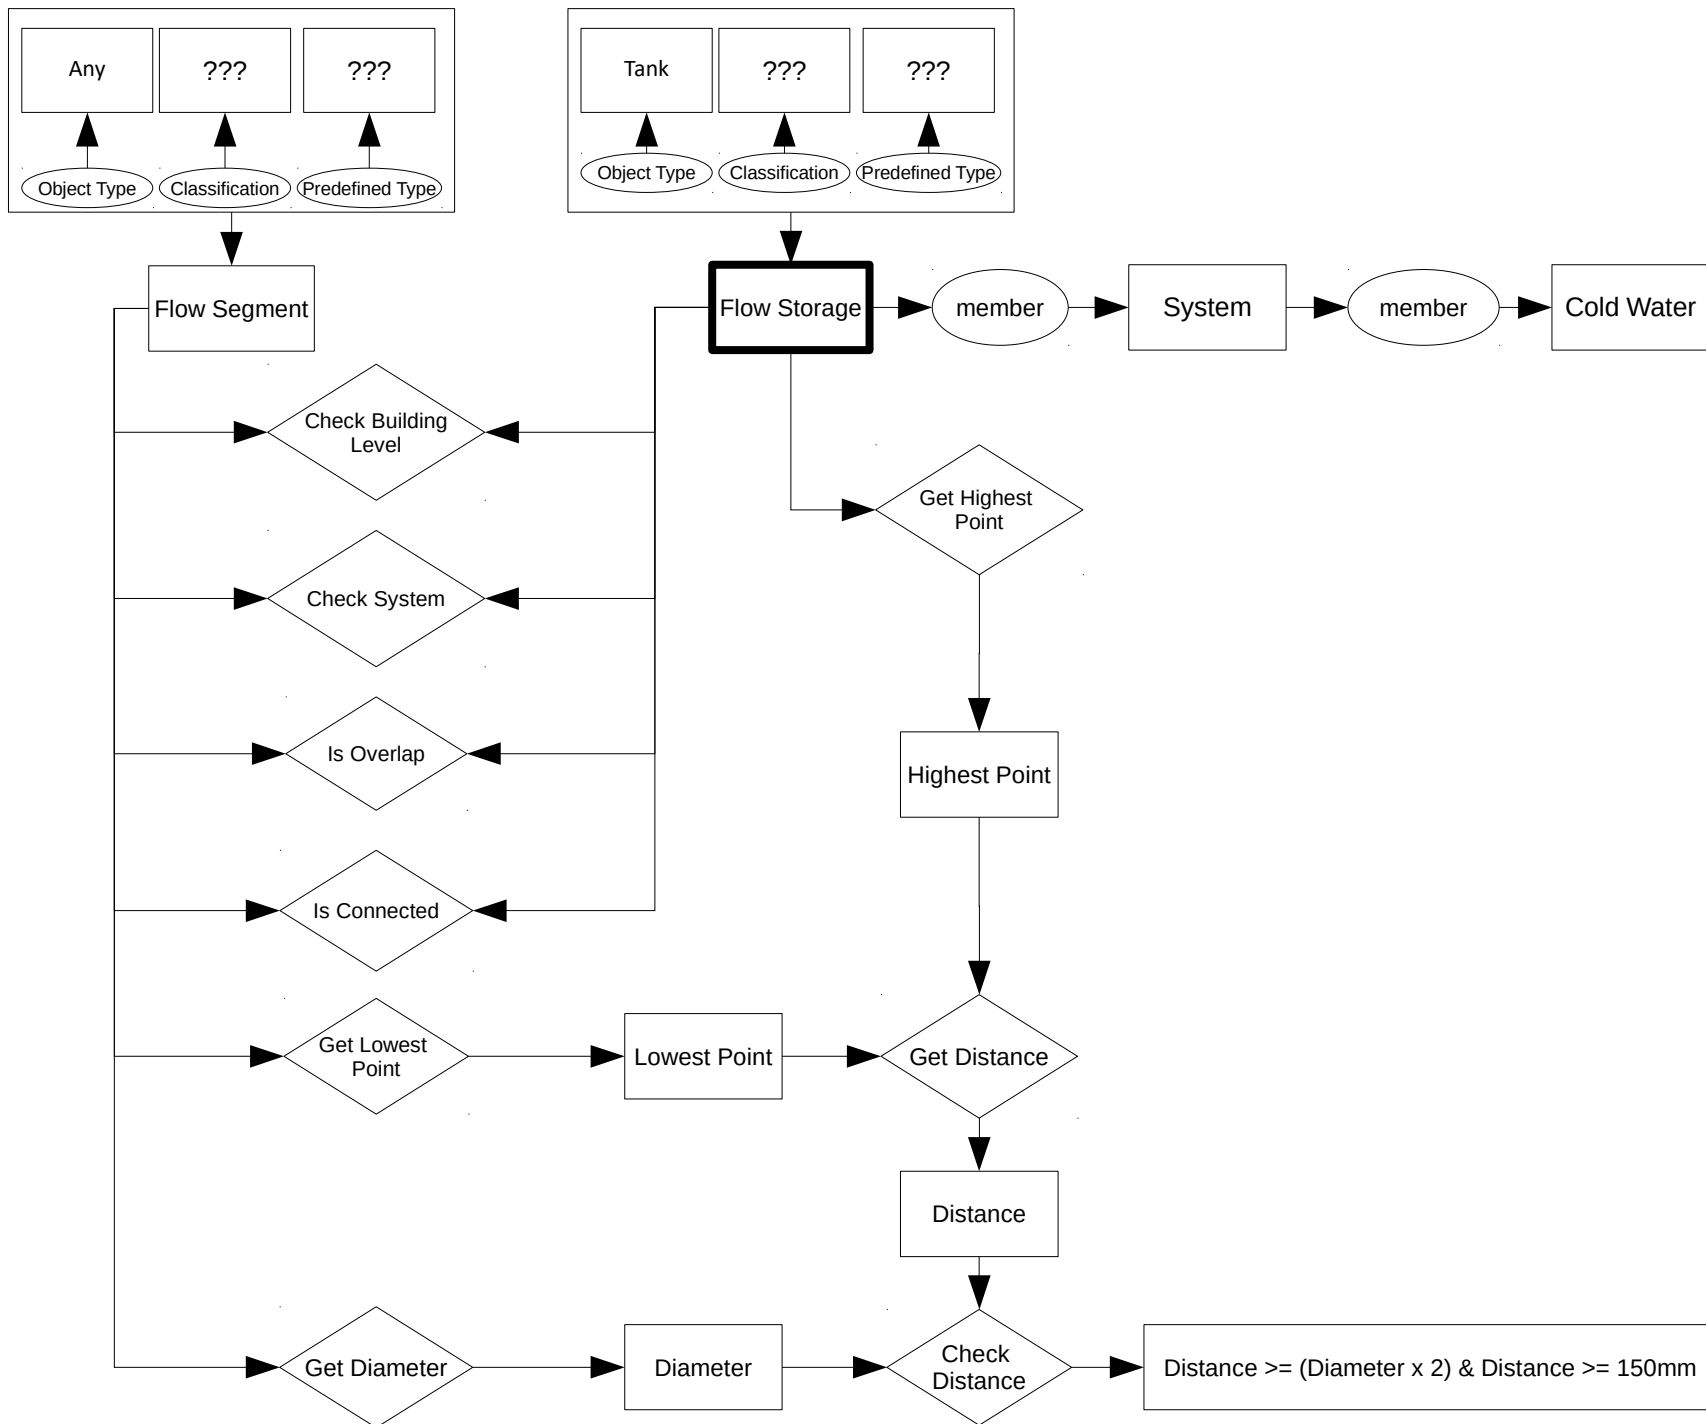 Any
???
???
Object Type
Classification
Predefined Type
Tank
???
???
Object Type
Classification
Predefined Type
Flow Segment
Flow Storage
member
System
member
Cold Water
Check Building
Level
Get Highest
Point
Check System
Is Overlap
Highest Point
Is Connected
Get Lowest
Point
Lowest Point
Get Distance
Distance
Get Diameter
Diameter
Check
Distance
Distance >= (Diameter x 2) & Distance >= 150mm